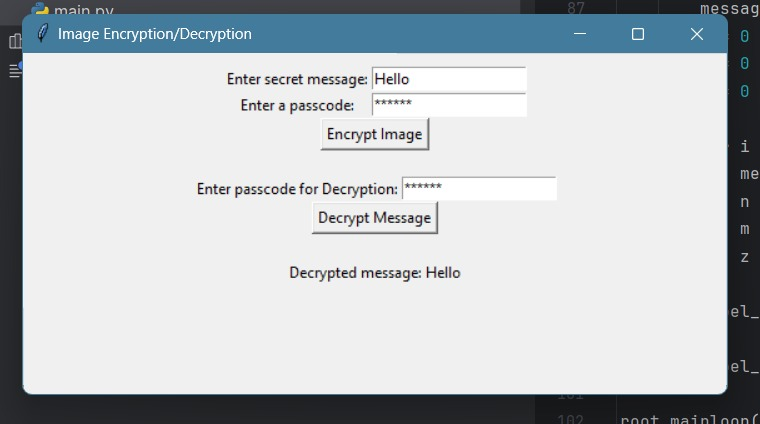 main.py
87 messag
Image Encryption/Decryption
0
0
0
Enter secret message: Hello
Enter a passcode: ******
Encrypt Image
i
me
Enter passcode for Decryption: ******
n
Decrypt Message
m
z
Decrypted message: Hello
el_
el_
101
102 root.mainloop(